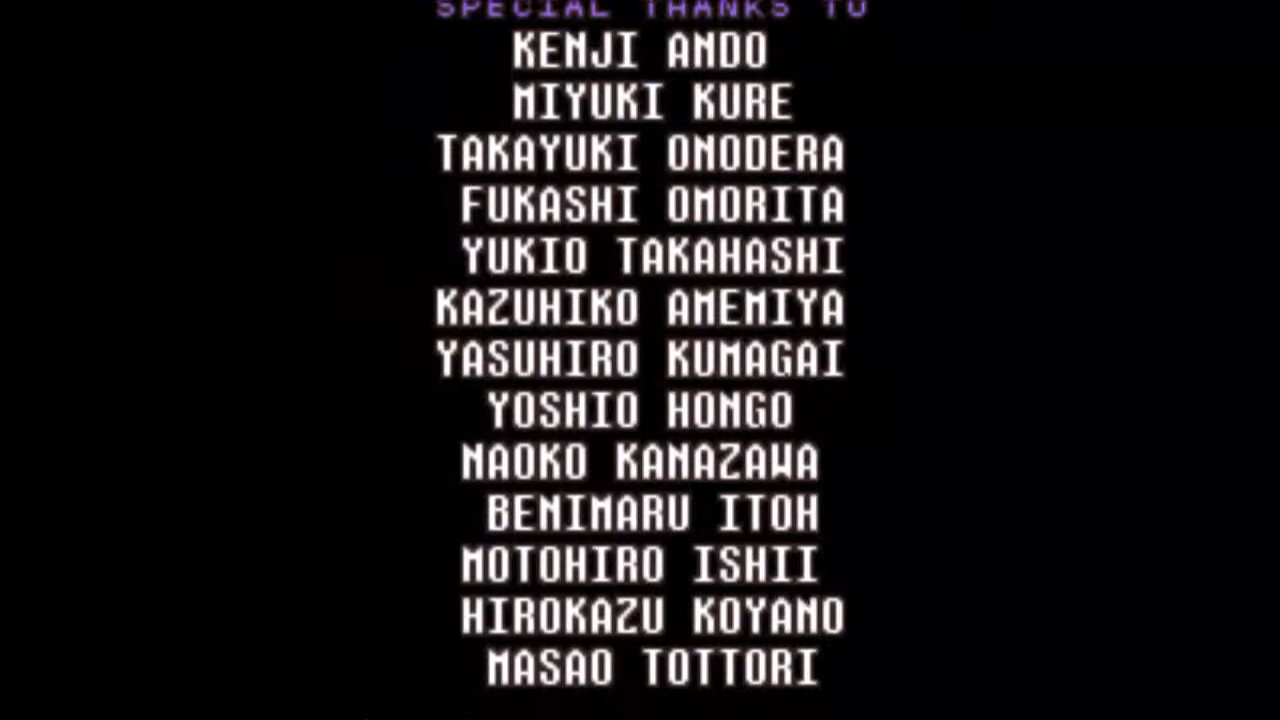 SPECIAL THANKS TO
KENJI ANDO
MIYUKI KURE
TAKAYUKI ONODERA
FUKASHI OMORITA
YUKIO TAKAHASHI
KAZUHIKO AMEMIYA
YASUHIRO KUMAGAI
YOSHIO HONGO
NAOKO KANAZAWA
BENIMARU ITOH
MOTOHIRO ISHII
HIROKAZU KOYANO
MASAO TOTTORI